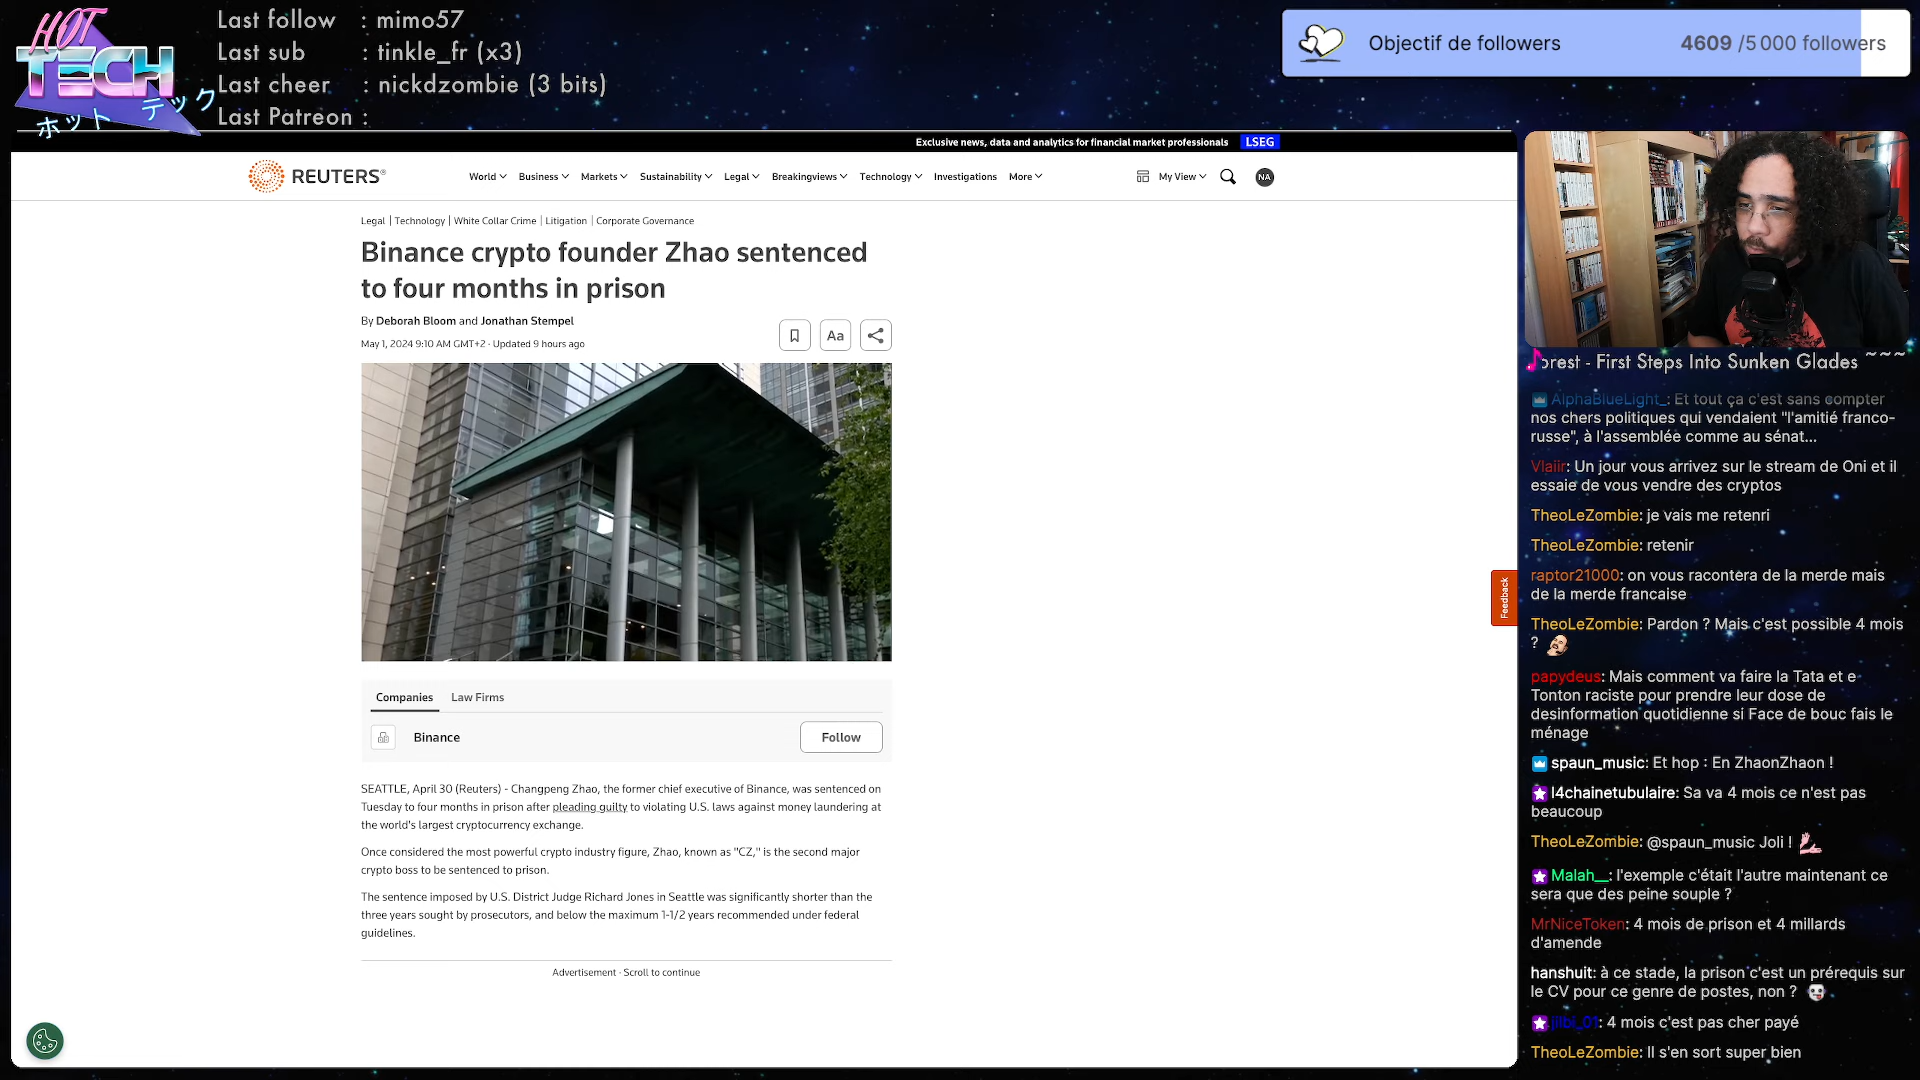 HOT
TECH
ホット テック
Last follow : mimo57
Last sub : tinkle_fr (x3)
Last cheer : nickdzombie (3 bits)
Last Patreon :
Objectif de followers 4609 /5 000 followers
Exclusive news, data and analytics for financial market professionals LSEG
REUTERS®
World Business Markets Sustainability Legal Breakingviews Technology Investigations More My View NA
Legal | Technology | White Collar Crime | Litigation | Corporate Governance
Binance crypto founder Zhao sentenced
to four months in prison
By Deborah Bloom and Jonathan Stempel
May 1, 2024 9:10 AM GMT+2 · Updated 9 hours ago
Aa
Companies Law Firms
Binance Follow
SEATTLE, April 30 (Reuters) - Changpeng Zhao, the former chief executive of Binance, was sentenced on
Tuesday to four months in prison after pleading guilty to violating U.S. laws against money laundering at
the world's largest cryptocurrency exchange.
Once considered the most powerful crypto industry figure, Zhao, known as "CZ," is the second major
crypto boss to be sentenced to prison.
The sentence imposed by U.S. District Judge Richard Jones in Seattle was significantly shorter than the
three years sought by prosecutors, and below the maximum 1-1/2 years recommended under federal
guidelines.
Advertisement · Scroll to continue
Feedback
orest - First Steps Into Sunken Glades ~~~
AlphaBlueLight_: Et tout ça c'est sans compter
nos chers politiques qui vendaient "l'amitié franco-
russe", à l'assemblée comme au sénat...
Vlaiir: Un jour vous arrivez sur le stream de Oni et il
essaie de vous vendre des cryptos
TheoLeZombie: je vais me retenri
TheoLeZombie: retenir
raptor21000: on vous racontera de la merde mais
de la merde francaise
TheoLeZombie: Pardon ? Mais c'est possible 4 mois
?
papydeus: Mais comment va faire la Tata et e
Tonton raciste pour prendre leur dose de
desinformation quotidienne si Face de bouc fais le
ménage
spaun_music: Et hop : En ZhaonZhaon !
l4chainetubulaire: Sa va 4 mois ce n'est pas
beaucoup
TheoLeZombie: @spaun_music Joli !
Malah__: l'exemple c'était l'autre maintenant ce
sera que des peine souple ?
MrNiceToken: 4 mois de prison et 4 millards
d'amende
hanshuit: à ce stade, la prison c'est un prérequis sur
le CV pour ce genre de postes, non ?
: 4 mois c'est pas cher payé
TheoLeZombie: Il s'en sort super bien